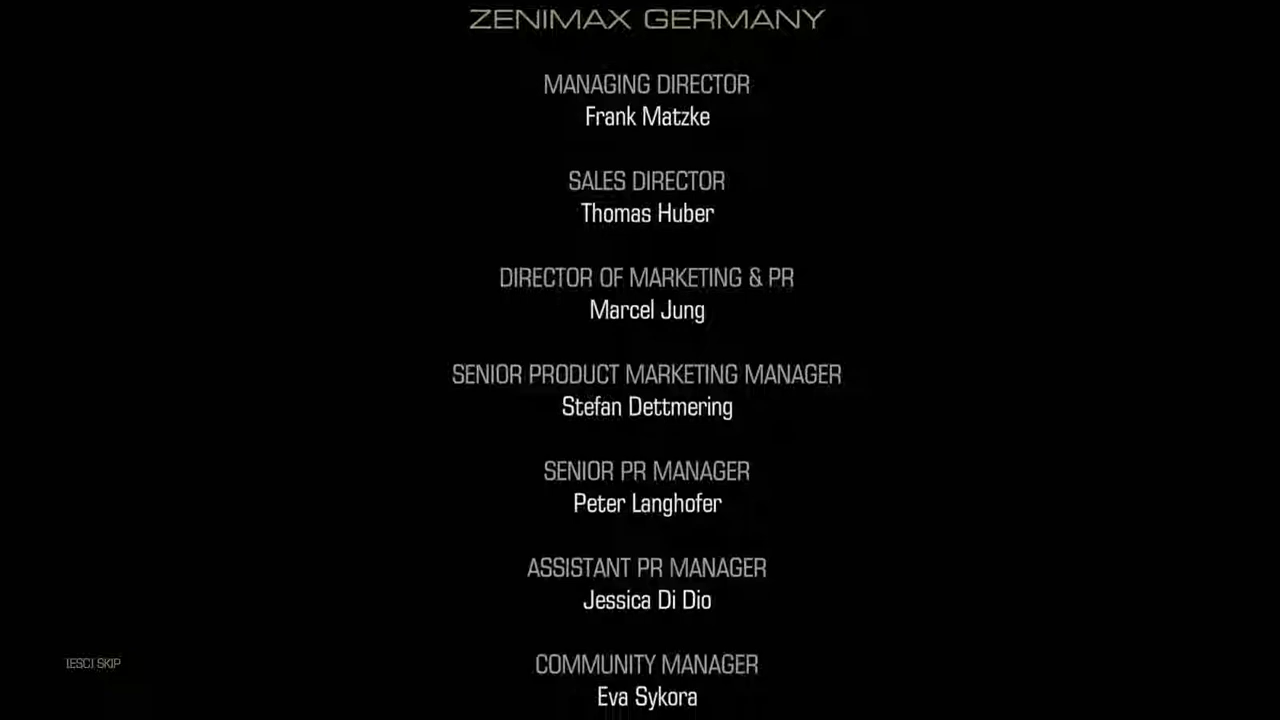 ZENIMAX GERMANY
MANAGING DIRECTOR
Frank Matzke
SALES DIRECTOR
Thomas Huber
DIRECTOR OF MARKETING & PR
Marcel Jung
SENIOR PRODUCT MARKETING MANAGER
Stefan Dettmering
SENIOR PR MANAGER
Peter Langhofer
ASSISTANT PR MANAGER
Jessica Di Dio
[ESC] SKIP
COMMUNITY MANAGER
Eva Sykora